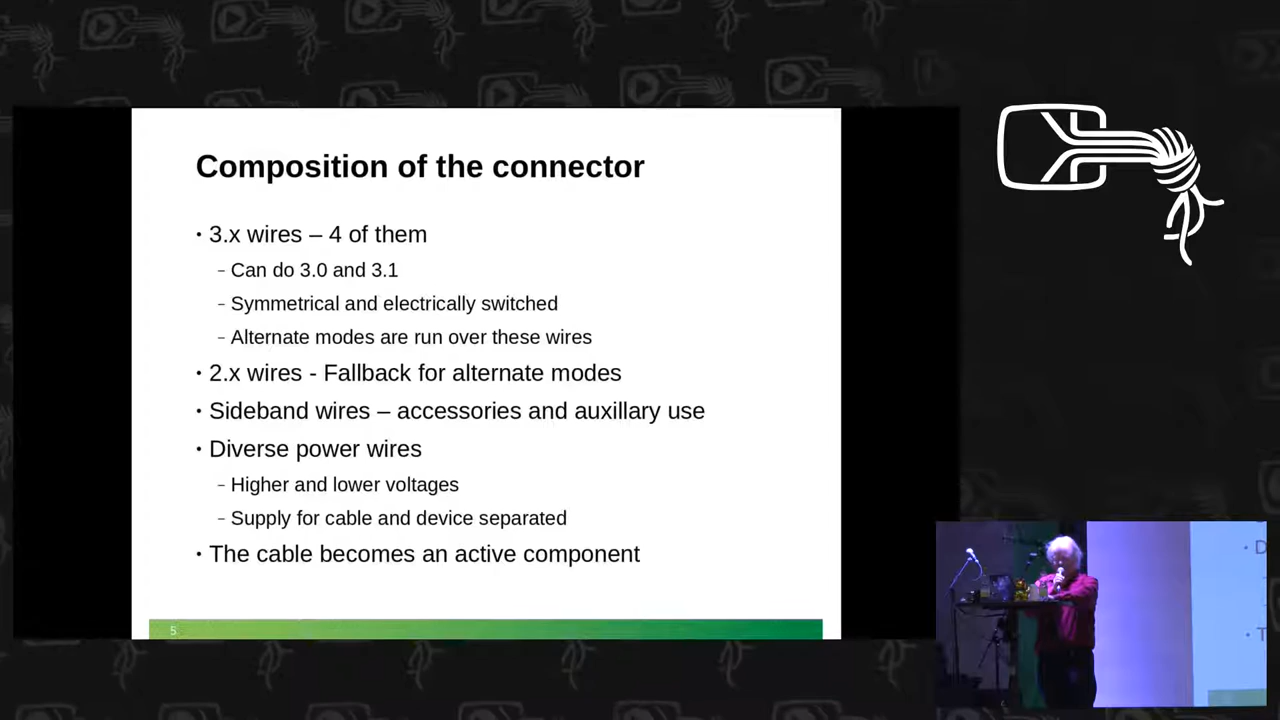 Composition of the connector
• 3.x wires – 4 of them
– Can do 3.0 and 3.1
– Symmetrical and electrically switched
– Alternate modes are run over these wires
• 2.x wires - Fallback for alternate modes
• Sideband wires – accessories and auxillary use
• Diverse power wires
– Higher and lower voltages
– Supply for cable and device separated
• The cable becomes an active component
5
• D
• T